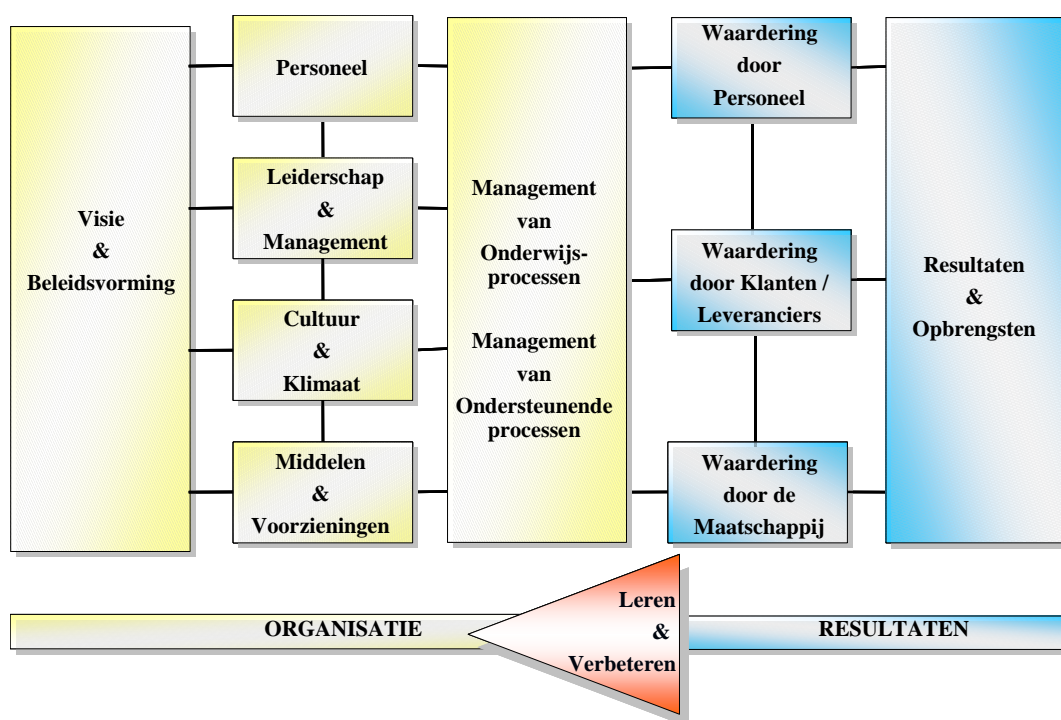 Visie
&
Beleidsvorming
Personeel
Leiderschap
&
Management
Cultuur
&
Klimaat
Middelen
&
Voorzieningen
Management
van
Onderwijs-
processen
Management
van
Ondersteunende
processen
Waardering
door
Personeel
Waardering
door Klanten /
Leveranciers
Waardering
door de
Maatschappij
Resultaten
&
Opbrengsten
ORGANISATIE
Leren
&
Verbeteren
RESULTATEN